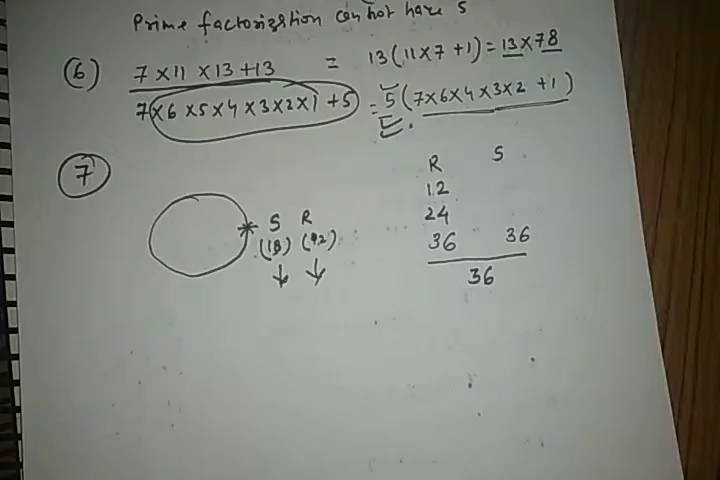 Prime factorization can not have 5
(6) 7×11×13+13 = 13(11×7+1) = 13×78
7×6×5×4×3×2×1+5 = 5(7×6×4×3×2+1)
(7)
R S
12
24
36 36
36
S R
(18) (12)
↓ ↓